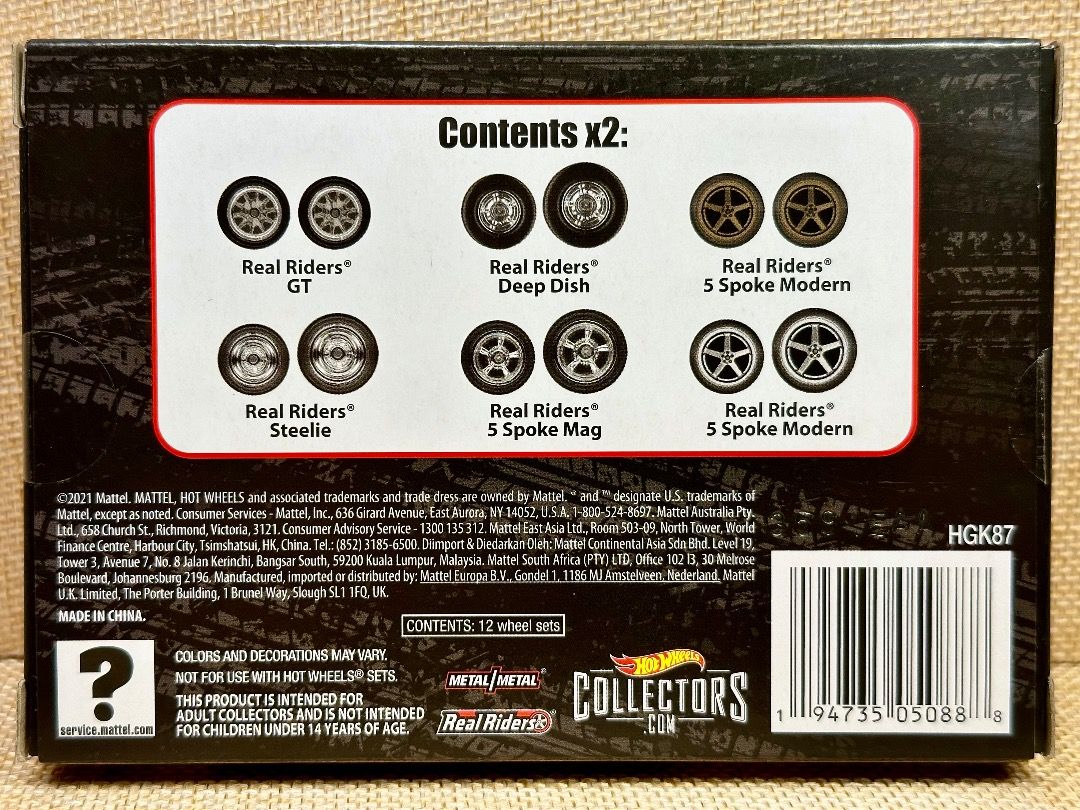 Contents x2:
Real Riders®
GT
Real Riders®
Deep Dish
Real Riders®
5 Spoke Modern
Real Riders®
Steelie
Real Riders®
5 Spoke Mag
Real Riders®
5 Spoke Modern
©2021 Mattel. MATTEL, HOT WHEELS and associated trademarks and trade dress are owned by Mattel. ® and ™ designate U.S. trademarks of
Mattel, except as noted. Consumer Services - Mattel, Inc., 636 Girard Avenue, East Aurora, NY 14052, U.S.A. 1-800-524-8697. Mattel Australia Pty.
Ltd., 658 Church St., Richmond, Victoria, 3121. Consumer Advisory Service - 1300 135 312. Mattel East Asia Ltd., Room 503-09, North Tower, World
Finance Centre, Harbour City, Tsimshatsui, HK, China. Tel.: (852) 3185-6500. Diimport & Diedarkan Oleh: Mattel Continental Asia Sdn Bhd. Level 19,
Tower 3, Avenue 7, No. 8 Jalan Kerinchi, Bangsar South, 59200 Kuala Lumpur, Malaysia. Mattel South Africa (PTY) LTD, Office 102 I3, 30 Melrose
Boulevard, Johannesburg 2196. Manufactured, imported or distributed by: Mattel Europa B.V., Gondel 1, 1186 MJ Amstelveen, Nederland. Mattel
U.K. Limited, The Porter Building, 1 Brunel Way, Slough SL1 1FQ, UK.
MADE IN CHINA.
HGK87
CONTENTS: 12 wheel sets
?
service.mattel.com
COLORS AND DECORATIONS MAY VARY.
NOT FOR USE WITH HOT WHEELS® SETS.
THIS PRODUCT IS INTENDED FOR
ADULT COLLECTORS AND IS NOT INTENDED
FOR CHILDREN UNDER 14 YEARS OF AGE.
METAL/METAL
Real Riders®
HOT WHEELS
COLLECTORS
.COM
1 94735 05088 8